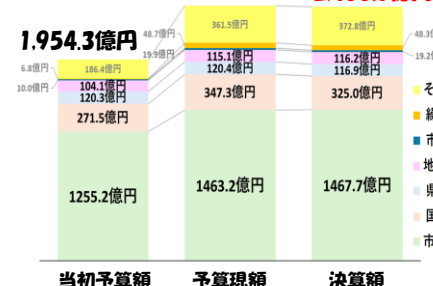 1,954.3億円
6.8億円
10.0億円
186.4億円
104.1億円
120.3億円
271.5億円
1255.2億円
48.7億円
19.9億円
361.5億円
115.1億円
120.4億円
347.3億円
1463.2億円
372.8億円
116.2億円
116.9億円
325.0億円
1467.7億円
48.3億
19.2億
そ
繰
市
地
県
国
市
当初予算額 予算現額 決算額